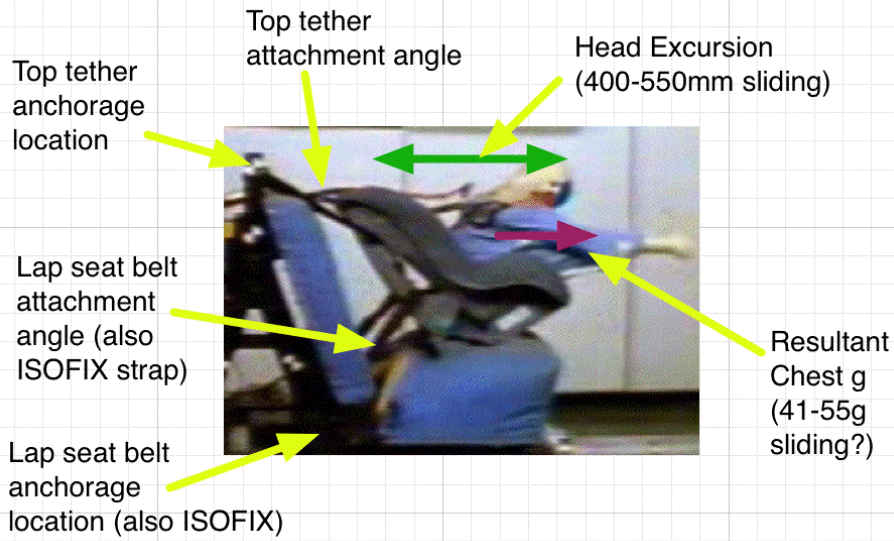 Top tether
attachment angle
Head Excursion
(400-550mm sliding)
Top tether
anchorage
location
Lap seat belt
attachment
angle (also
ISOFIX strap)
Resultant
Chest g
(41-55g
sliding?)
Lap seat belt
anchorage
location (also ISOFIX)